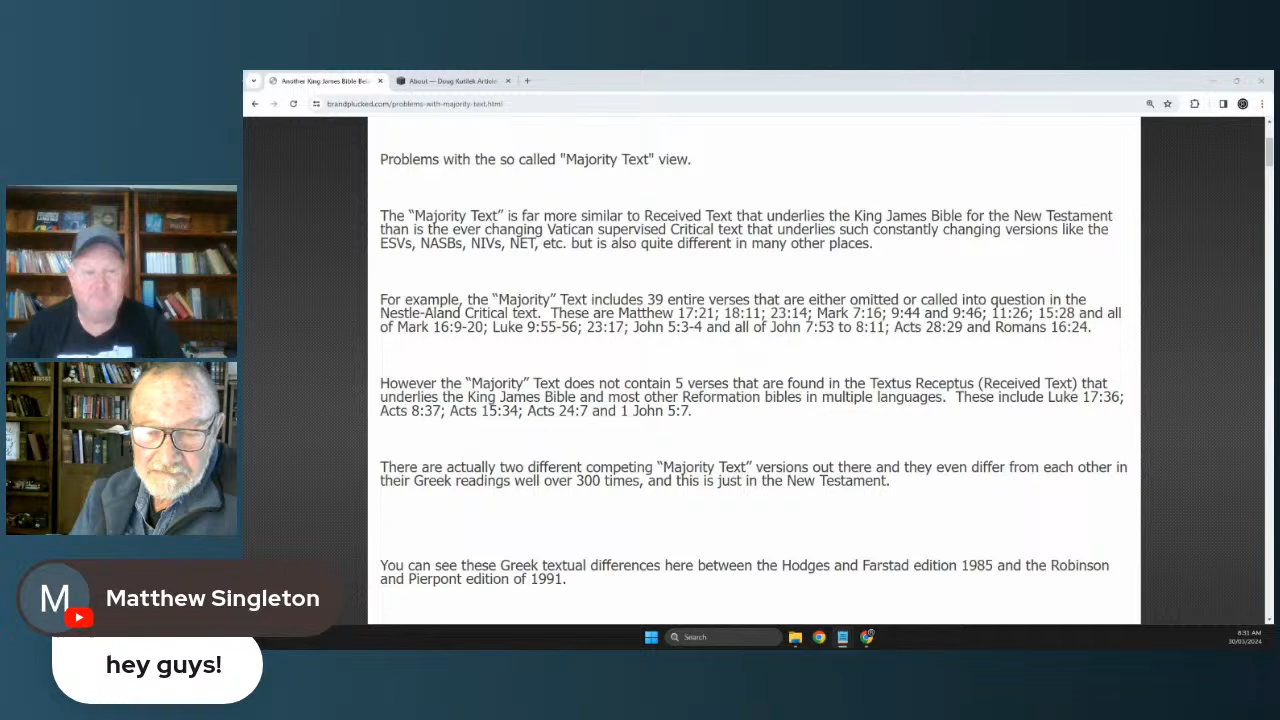 Another King James Bible Beli
About — Doug Kutilek Article
brandplucked.com/problems-with-majority-text.html
Problems with the so called "Majority Text" view.
The “Majority Text” is far more similar to Received Text that underlies the King James Bible for the New Testament
than is the ever changing Vatican supervised Critical text that underlies such constantly changing versions like the
ESVs, NASBs, NIVs, NET, etc. but is also quite different in many other places.
For example, the “Majority” Text includes 39 entire verses that are either omitted or called into question in the
Nestle-Aland Critical text.  These are Matthew 17:21; 18:11; 23:14; Mark 7:16; 9:44 and 9:46; 11:26; 15:28 and all
of Mark 16:9-20; Luke 9:55-56; 23:17; John 5:3-4 and all of John 7:53 to 8:11; Acts 28:29 and Romans 16:24.
However the “Majority” Text does not contain 5 verses that are found in the Textus Receptus (Received Text) that
underlies the King James Bible and most other Reformation bibles in multiple languages.  These include Luke 17:36;
Acts 8:37; Acts 15:34; Acts 24:7 and 1 John 5:7.
There are actually two different competing “Majority Text” versions out there and they even differ from each other in
their Greek readings well over 300 times, and this is just in the New Testament.
You can see these Greek textual differences here between the Hodges and Farstad edition 1985 and the Robinson
and Pierpont edition of 1991.
M
Matthew Singleton
hey guys!
Search
8:31 AM
30/03/2024